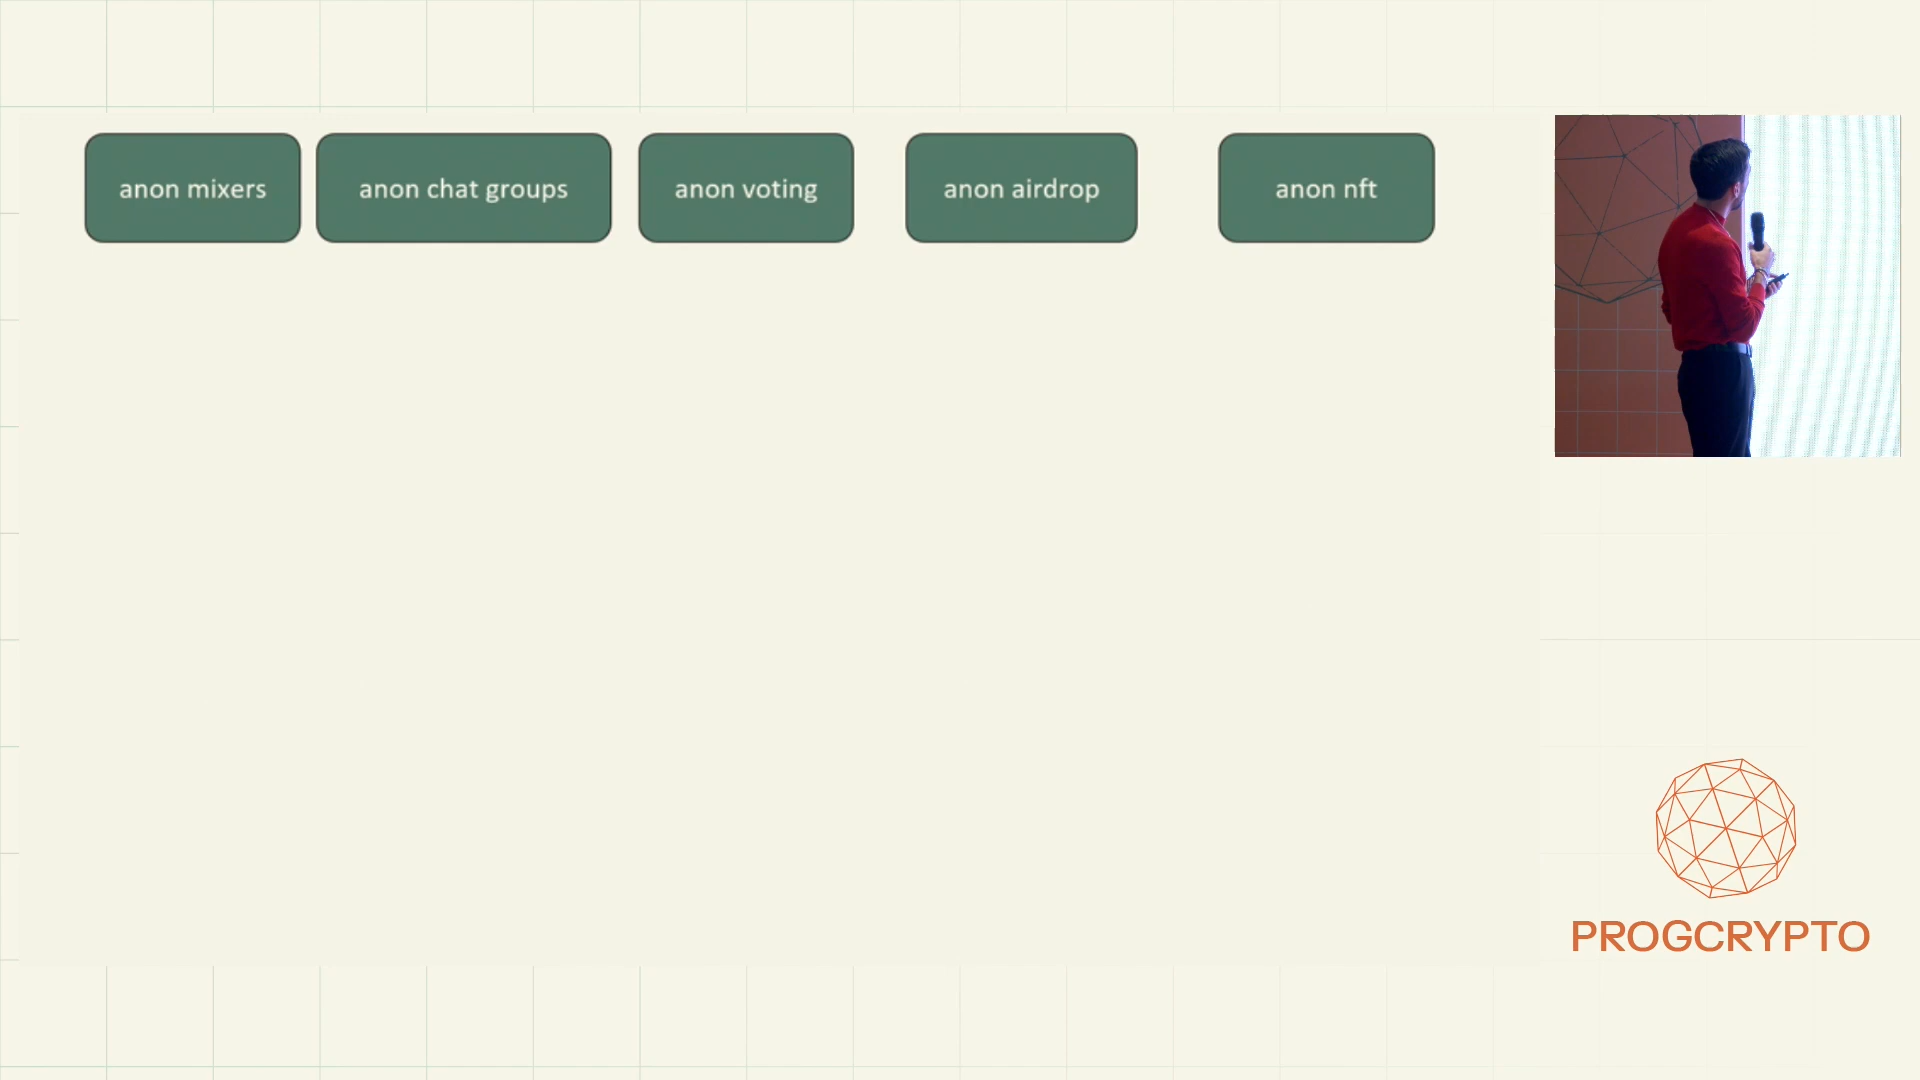 anon mixers
anon chat groups
anon voting
anon airdrop
anon nft
PROGCRYPTO